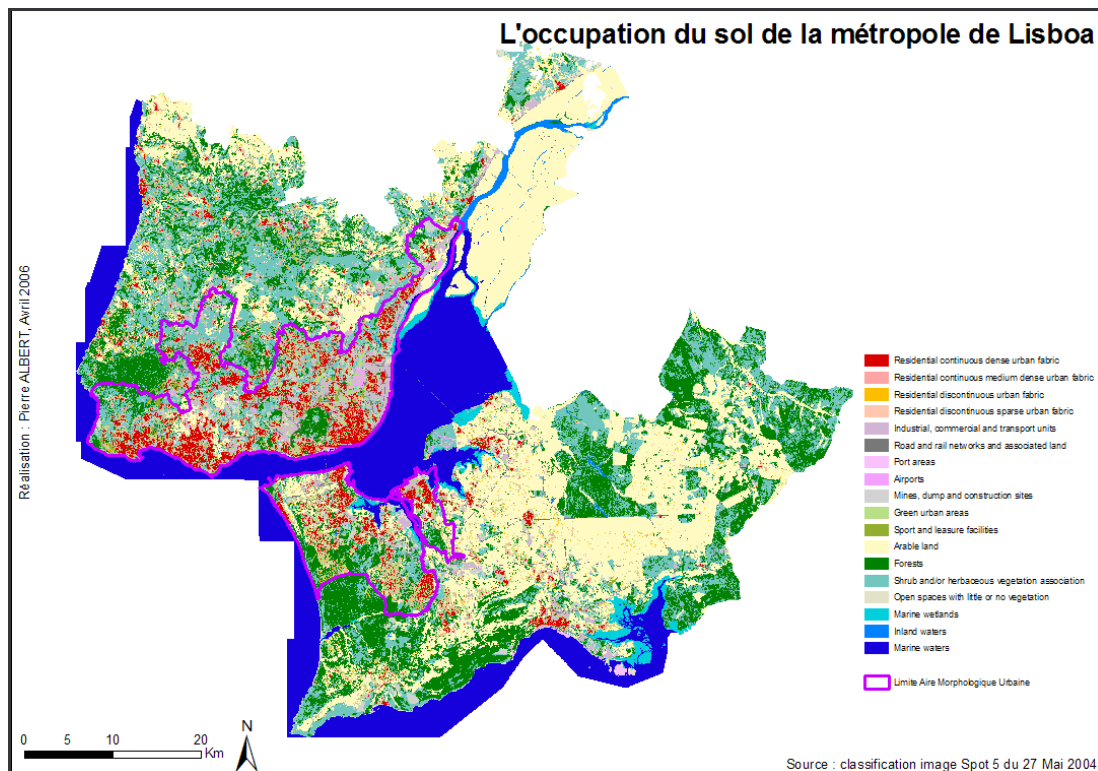 L'occupation du sol de la métropole de Lisboa
Réalisation : Pierre ALBERT, Avril 2006
Residential continuous dense urban fabric
Residential continuous medium dense urban fabric
Residential discontinuous urban fabric
Residential discontinuous sparse urban fabric
Industrial, commercial and transport units
Road and rail networks and associated land
Port areas
Airports
Mines, dump and construction sites
Green urban areas
Sport and leasure facilities
Arable land
Forests
Shrub and/or herbaceous vegetation association
Open spaces with little or no vegetation
Marine wetlands
Inland waters
Marine waters
Limite Aire Morphologique Urbaine
N
0 5 10 20
Km
Source : classification image Spot 5 du 27 Mai 2004